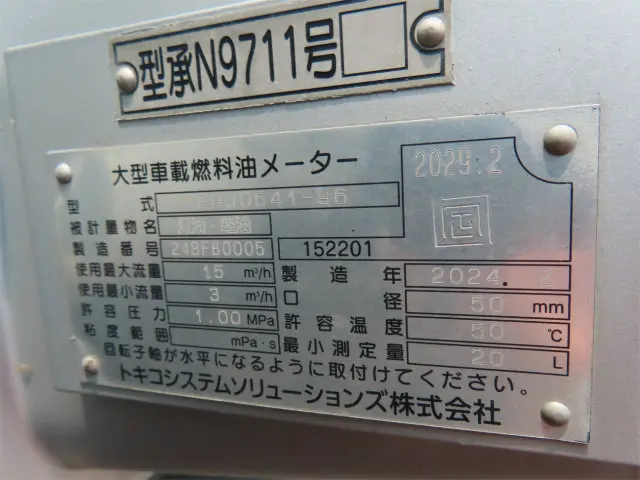 型承N9711号
大型車載燃料油メーター
2029.2
型式
被計量物名 灯油・軽油
製造番号 152201
使用最大流量 15 m³/h 製造年 2024. 2
使用最小流量 3 m³/h 口径 50 mm
許容圧力 1.00 MPa 許容温度 50 ℃
粘度範囲 mPa・s 最小測定量 20 L
回転子軸が水平になるように取付けてください。
トキコシステムソリューションズ株式会社